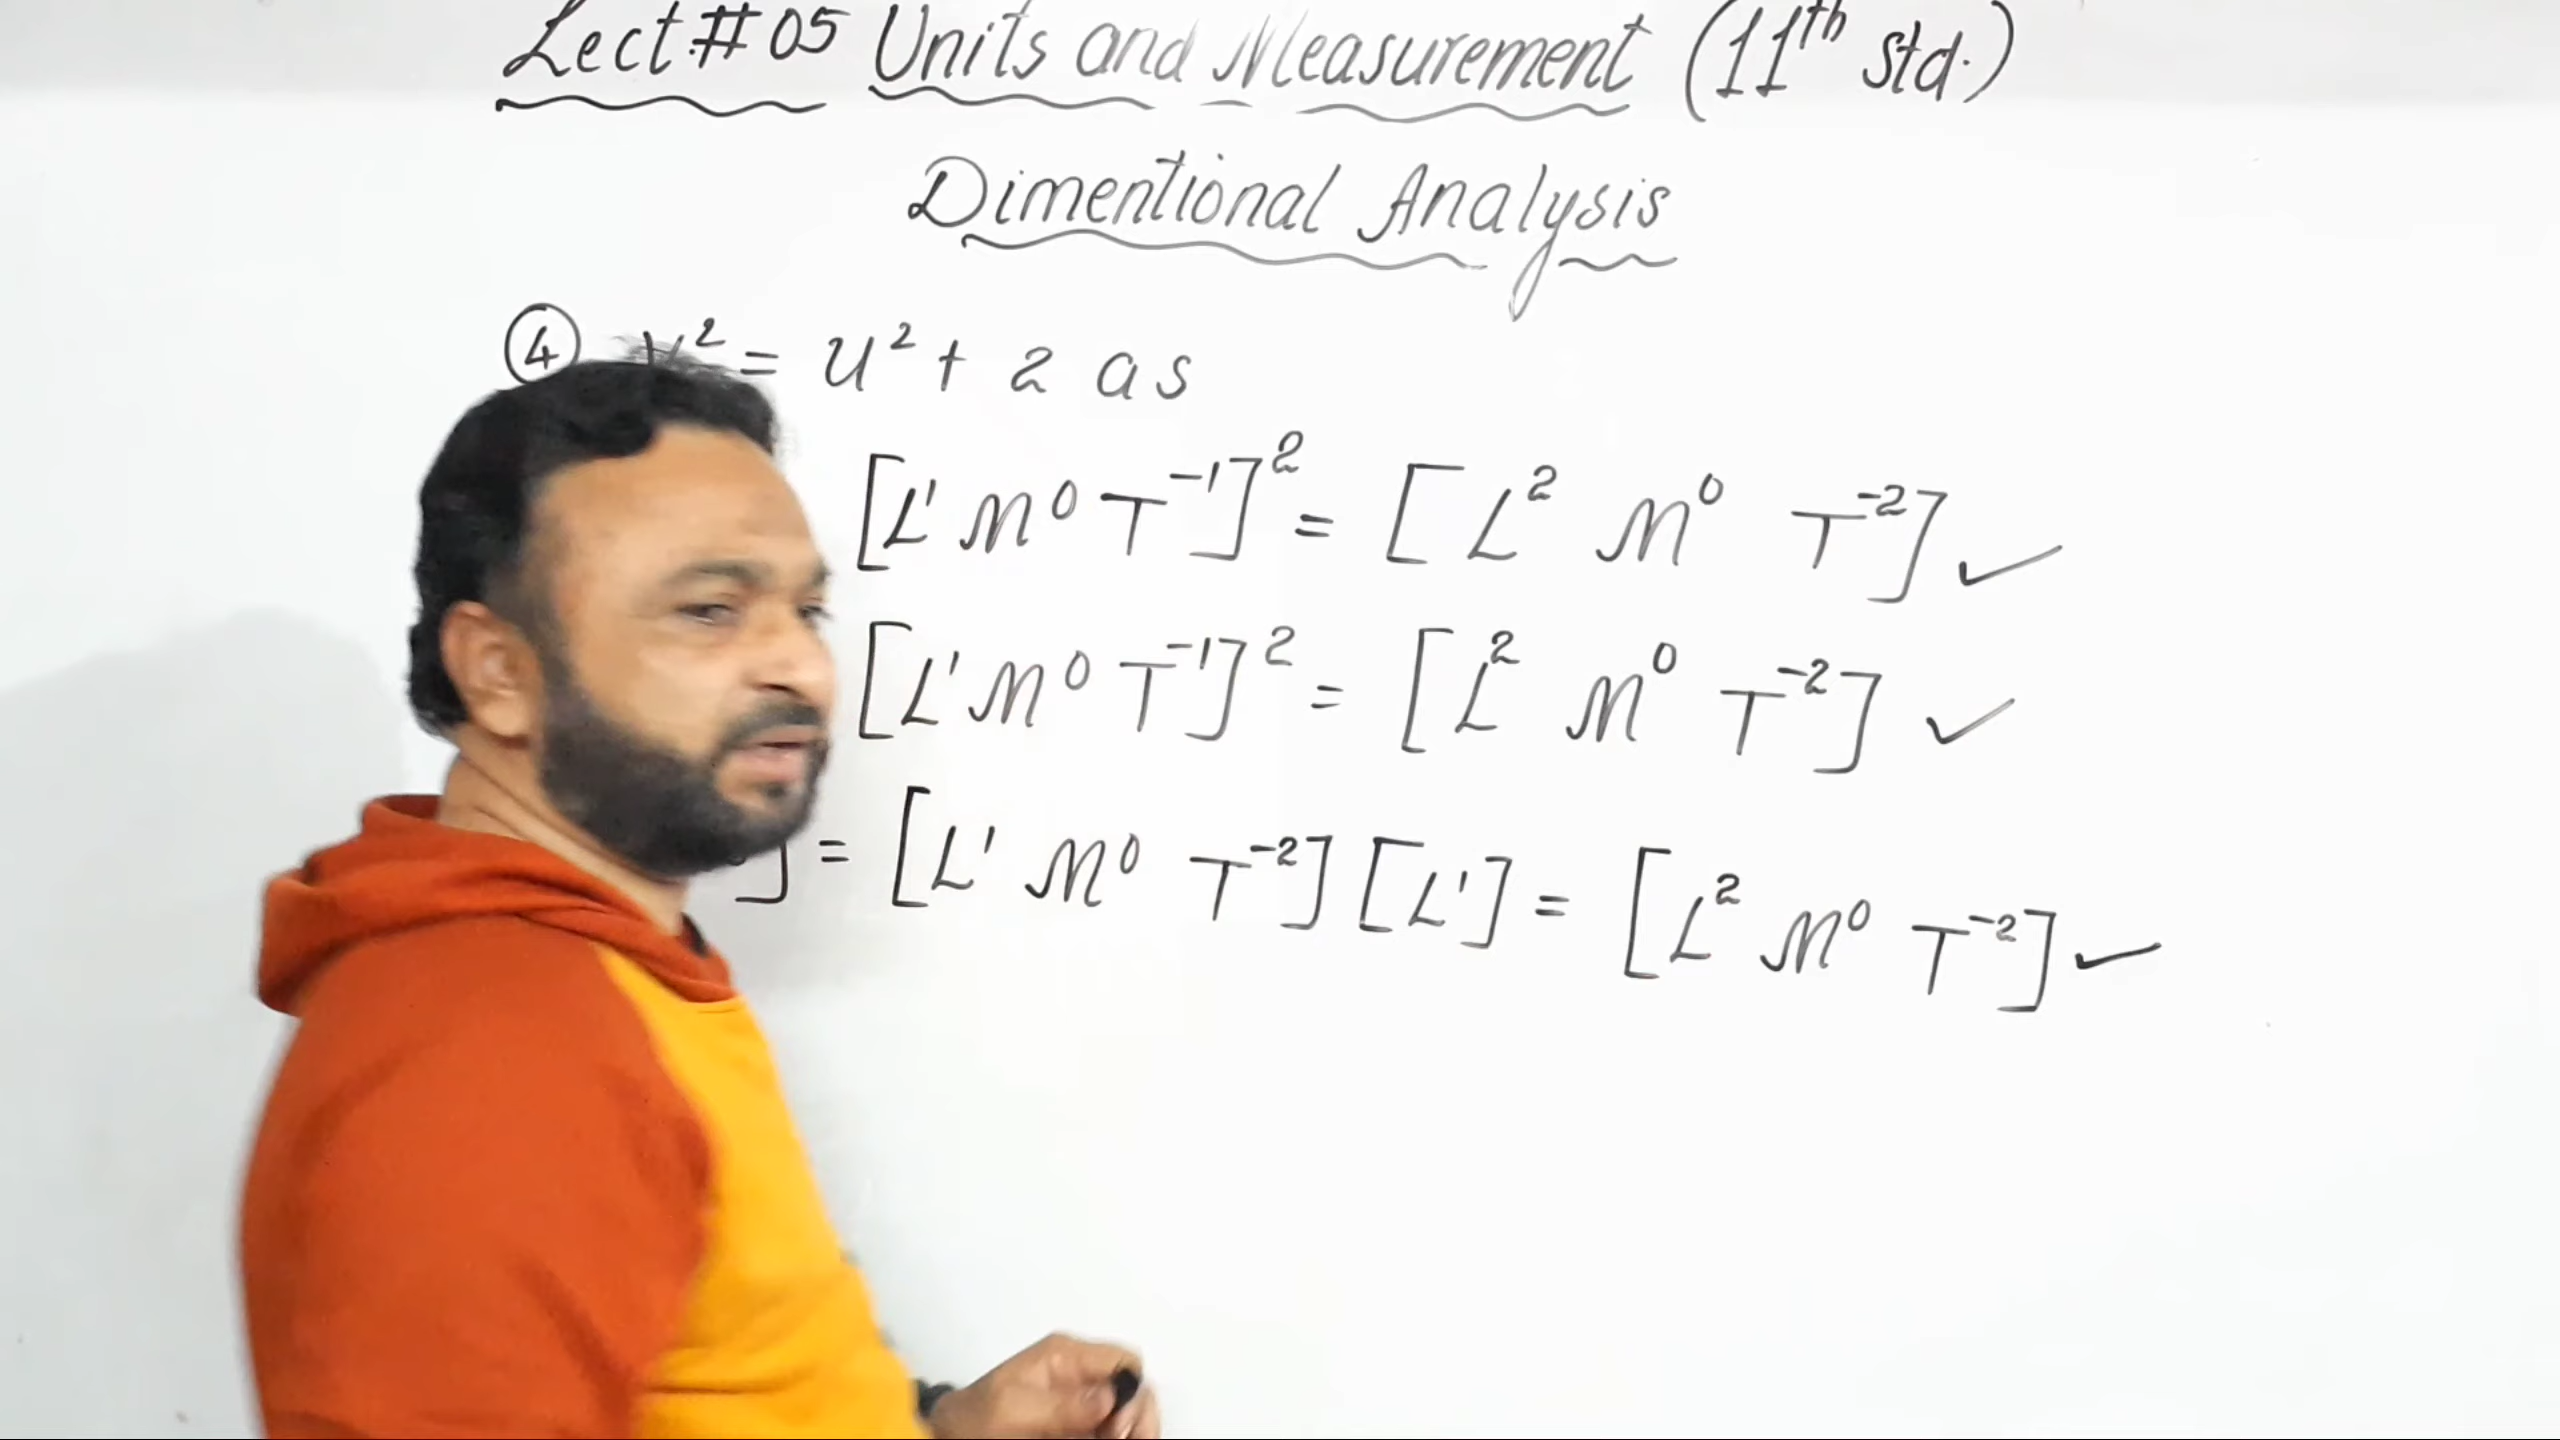 Lect.# 05 Units and Measurement (11th std.)
Dimentional Analysis
④ v² = u² + 2 a s
[L¹ M⁰ T⁻¹]² = [L² M⁰ T⁻²] ✓
[L¹ M⁰ T⁻¹]² = [L² M⁰ T⁻²] ✓
] = [L¹ M⁰ T⁻²] [L¹] = [L² M⁰ T⁻²] ✓